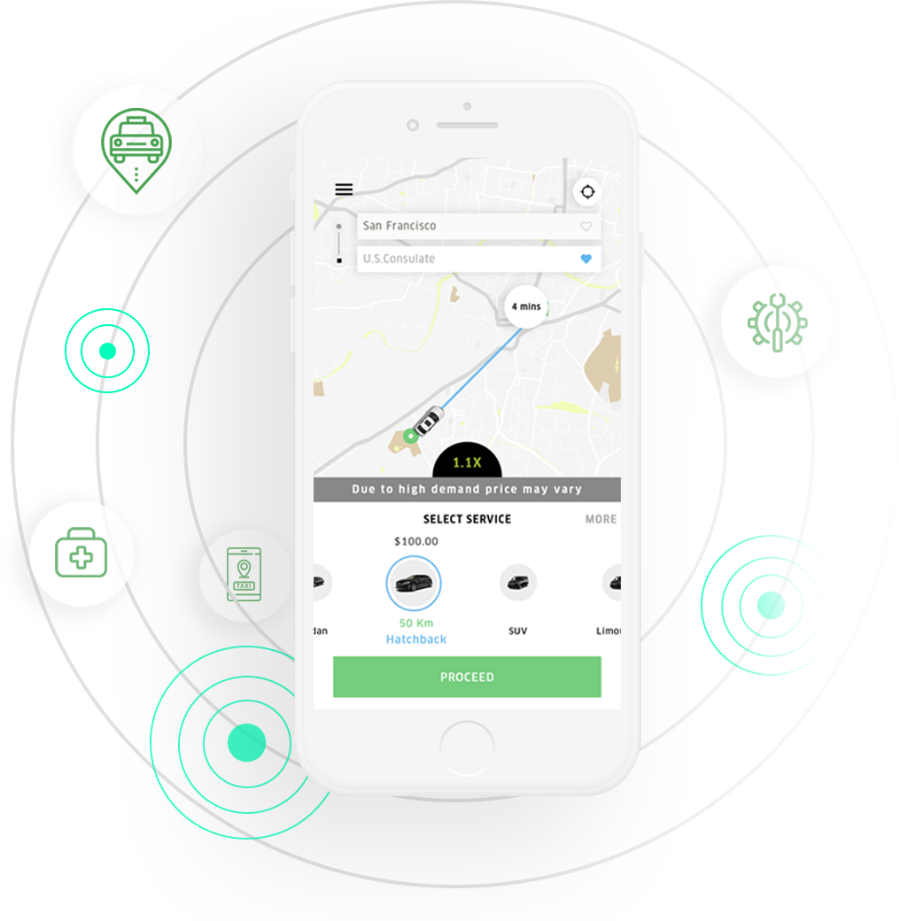 San Francisco
U.S.Consulate
4 mins
1.1X
Due to high demand price may vary
SELECT SERVICE
MORE
$100.00
50 Km
dan
Hatchback
SUV
Limou
PROCEED
TAXI